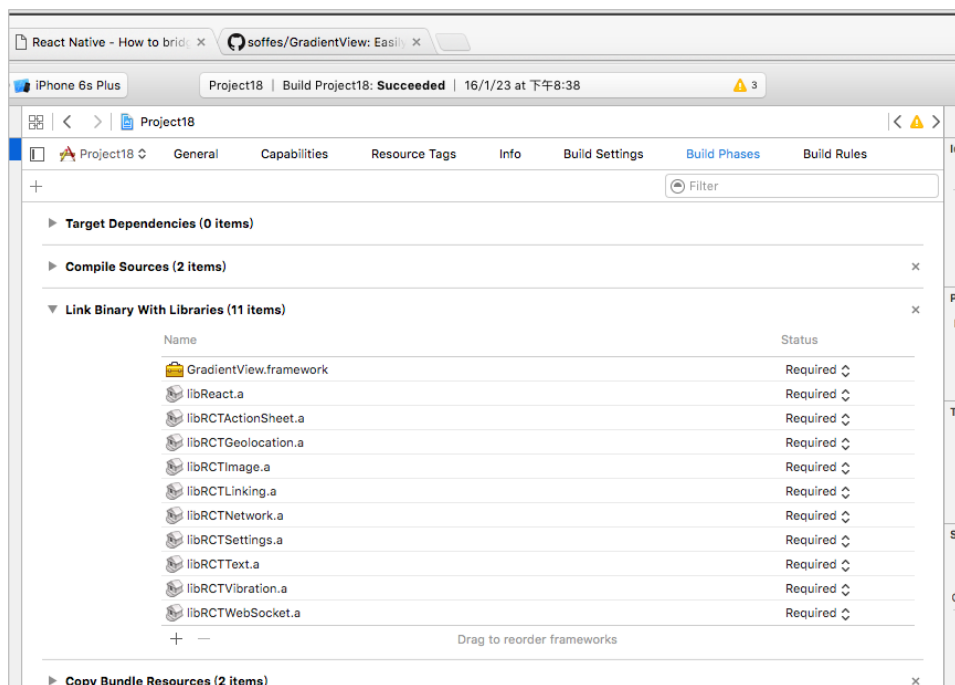 React Native - How to bridg
soffes/GradientView: Easily
iPhone 6s Plus
Project18 | Build Project18: Succeeded | 16/1/23 at 下午8:38
3
Project18
Project18 General Capabilities Resource Tags Info Build Settings Build Phases Build Rules
Filter
Target Dependencies (0 items)
Compile Sources (2 items)
Link Binary With Libraries (11 items)
Name Status
GradientView.framework Required
libReact.a Required
libRCTActionSheet.a Required
libRCTGeolocation.a Required
libRCTImage.a Required
libRCTLinking.a Required
libRCTNetwork.a Required
libRCTSettings.a Required
libRCTText.a Required
libRCTVibration.a Required
libRCTWebSocket.a Required
Drag to reorder frameworks
Copy Bundle Resources (2 items)